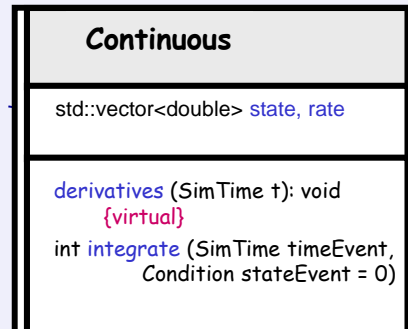 Continuous
std::vector<double> state, rate
derivatives (SimTime t): void
{virtual}
int integrate (SimTime timeEvent,
Condition stateEvent = 0)